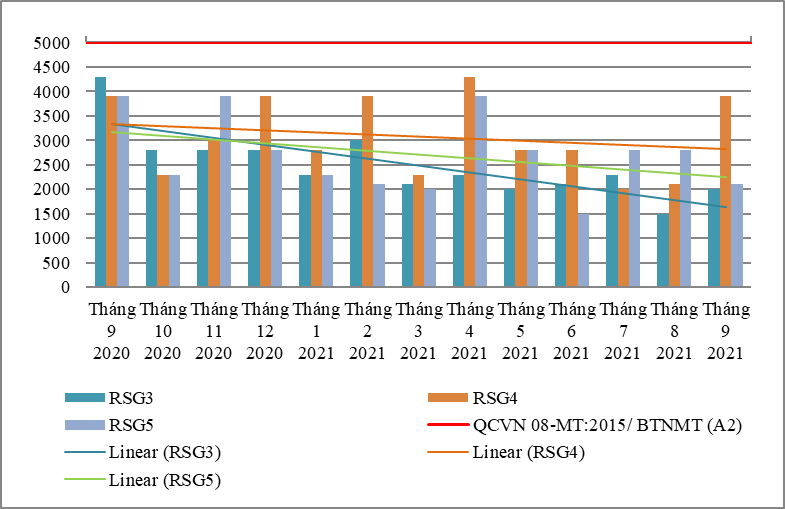 5000
4500
4000
3500
3000
2500
2000
1500
1000
500
0
Tháng Tháng Tháng Tháng Tháng Tháng Tháng Tháng Tháng Tháng Tháng Tháng Tháng
9 10 11 12 1 2 3 4 5 6 7 8 9
2020 2020 2020 2020 2021 2021 2021 2021 2021 2021 2021 2021 2021
RSG3 RSG4
RSG5 QCVN 08-MT:2015/ BTNMT (A2)
Linear (RSG3) Linear (RSG4)
Linear (RSG5)